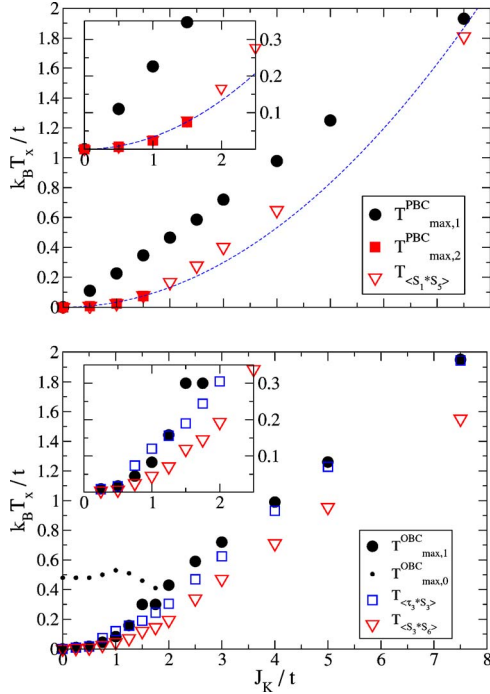 2
1.8
1.6
1.4
1.2
1
0.8
0.6
0.4
0.2
0
k_B T_x / t
0.3
0.2
0.1
0 1 2
T^PBC_max,1
T^PBC_max,2
T_<S_1*S_5>
2
1.8
1.6
1.4
1.2
1
0.8
0.6
0.4
0.2
0
k_B T_x / t
0.3
0.2
0.1
0 1 2
T^OBC_max,1
T^OBC_max,0
T_<τ_3*S_3>
T_<S_3*S_6>
0 1 2 3 4 5 6 7 8
J_K / t